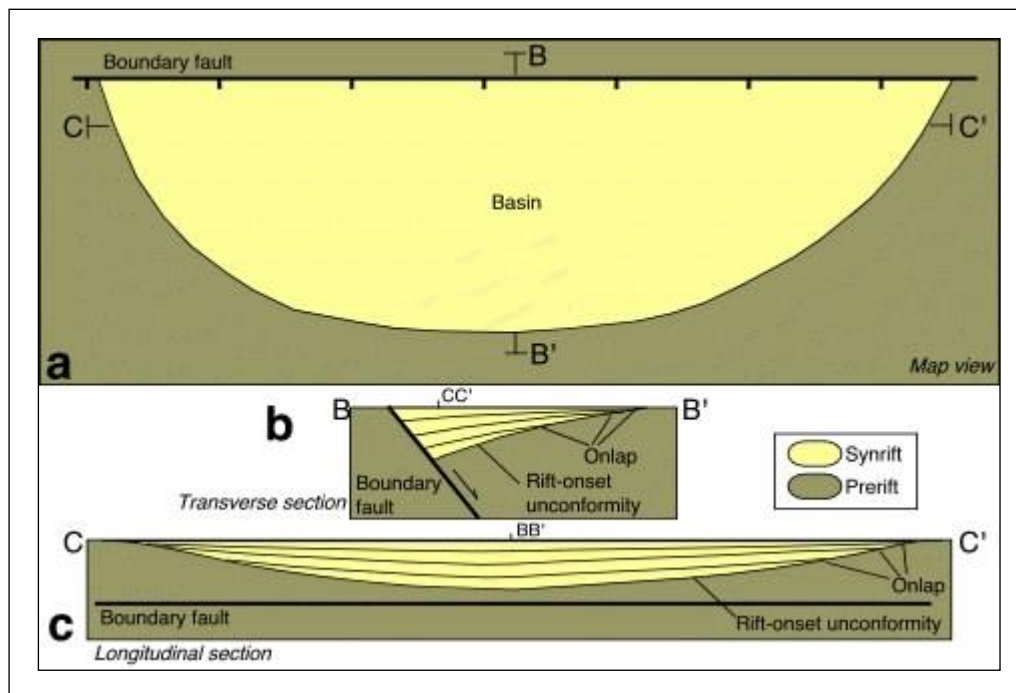 Boundary fault
B
C
C'
Basin
B'
a
Map view
CC'
B
B'
b
Onlap
Synrift
Prerift
Boundary
fault
Rift-onset
unconformity
Transverse section
BB'
C
C'
Onlap
Boundary fault
Rift-onset unconformity
c
Longitudinal section